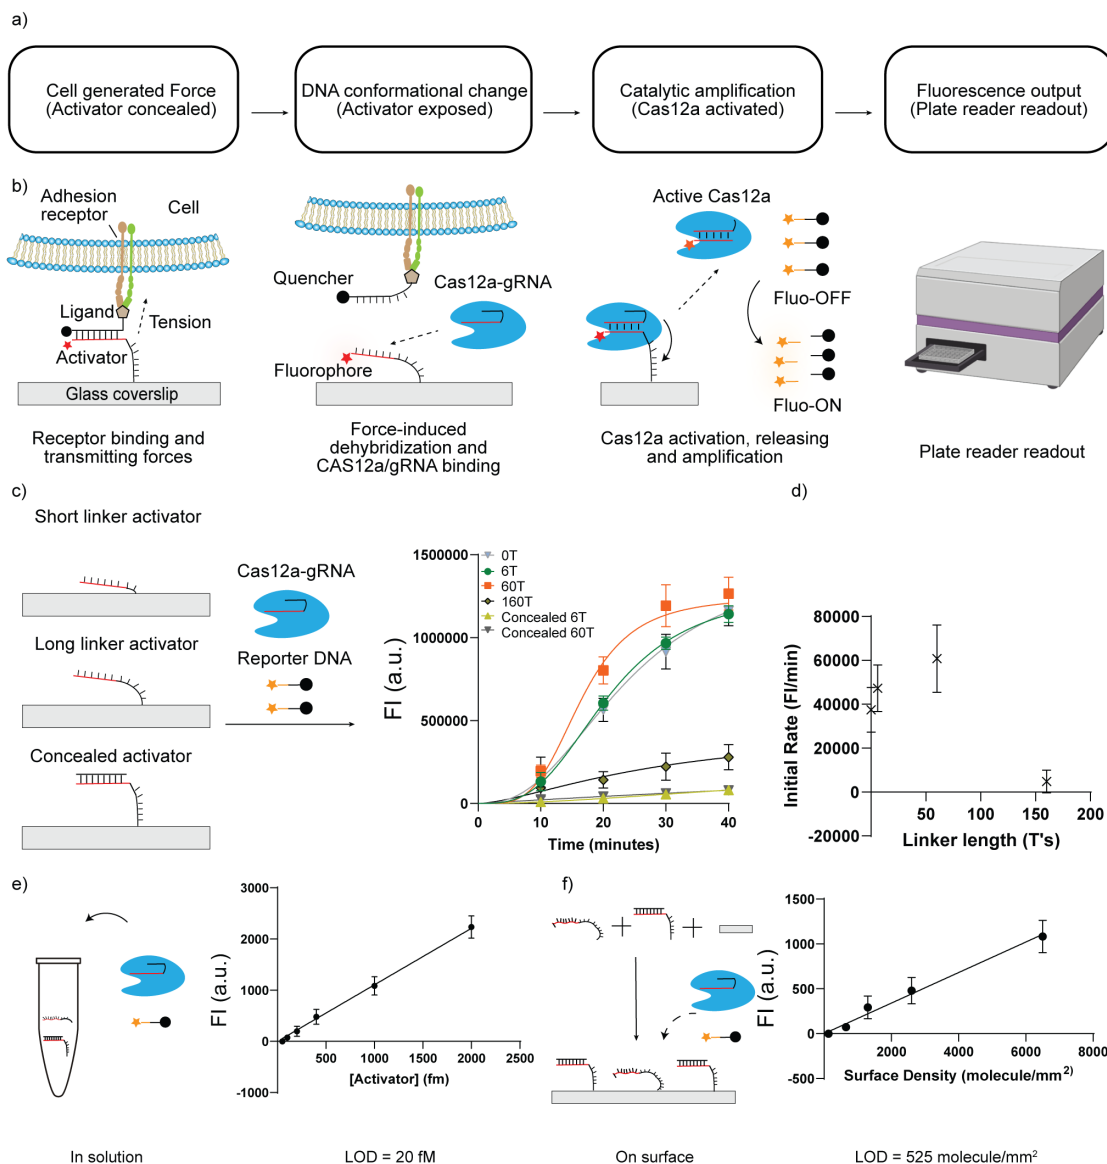 a)
Cell generated Force
(Activator concealed)
DNA conformational change
(Activator exposed)
Catalytic amplification
(Cas12a activated)
Fluorescence output
(Plate reader readout)
b)
Adhesion
receptor
Cell
Ligand
Tension
Activator
Glass coverslip
Receptor binding and
transmitting forces
Quencher
Cas12a-gRNA
Fluorophore
Force-induced
dehybridization and
CAS12a/gRNA binding
Active Cas12a
Fluo-OFF
Fluo-ON
Cas12a activation, releasing
and amplification
Plate reader readout
c)
Short linker activator
Long linker activator
Concealed activator
Cas12a-gRNA
Reporter DNA
FI (a.u.)
1500000
1000000
500000
0
0T
6T
60T
160T
Concealed 6T
Concealed 60T
0
10
20
30
40
Time (minutes)
d)
Initial Rate (FI/min)
80000
60000
40000
20000
0
-20000
50
100
150
200
Linker length (T's)
e)
In solution
FI (a.u.)
3000
2000
1000
0
-1000
500
1000
1500
2000
2500
[Activator] (fm)
LOD = 20 fM
f)
On surface
FI (a.u.)
1500
1000
500
0
-500
2000
4000
6000
8000
Surface Density (molecule/mm²)
LOD = 525 molecule/mm²